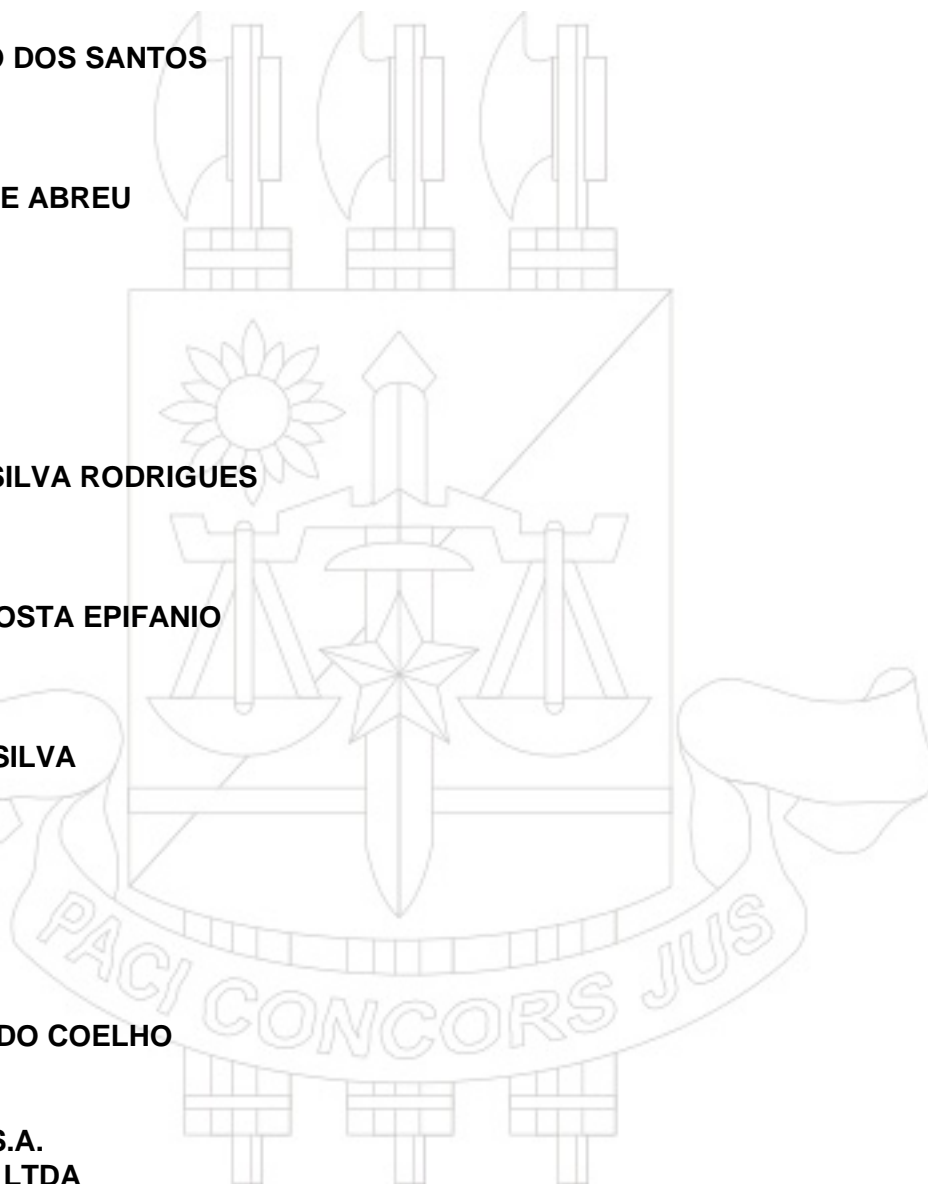 DOS SANTOS
E ABREU
SILVA RODRIGUES
OSTA EPIFANIO
SILVA
PACI CONCORS JUS
DO COELHO
S.A.
LTDA